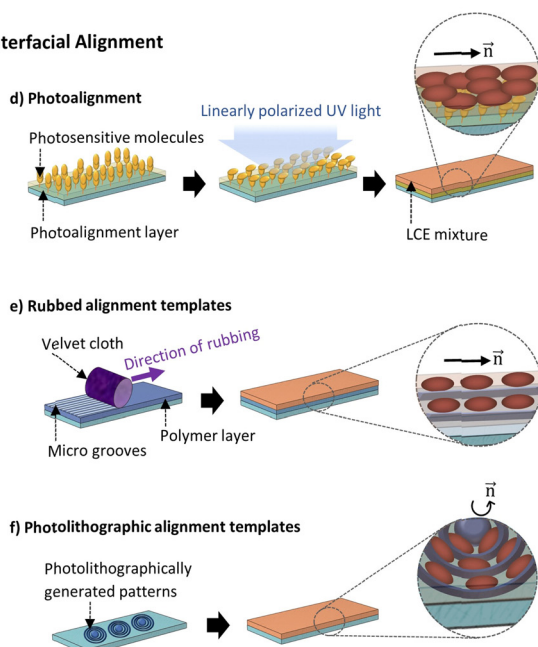 terfacial Alignment
n
d) Photoalignment
Linearly polarized UV light
Photosensitive molecules
Photoalignment layer
LCE mixture
e) Rubbed alignment templates
Velvet cloth
Direction of rubbing
n
Polymer layer
Micro grooves
n
f) Photolithographic alignment templates
Photolithographically
generated patterns